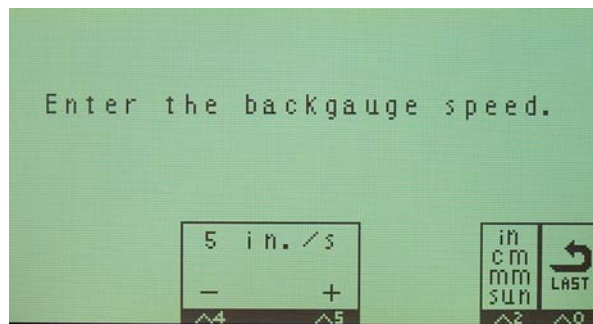 Enter the backgauge speed.
5 in./s
- +
in
cm
mm
sun
LAST
^4 ^5 ^2 ^0